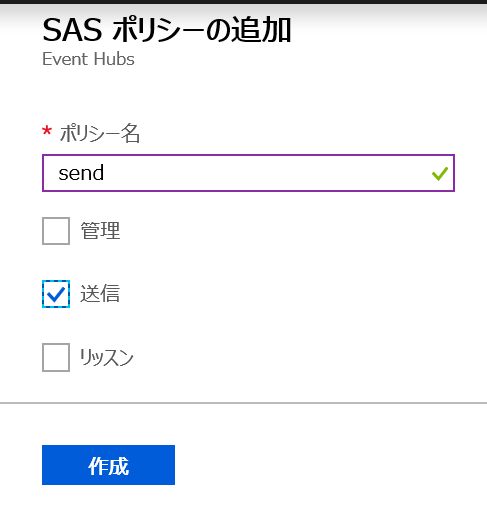 SAS ポリシーの追加
Event Hubs
* ポリシー名
send
管理
送信
リッスン
作成